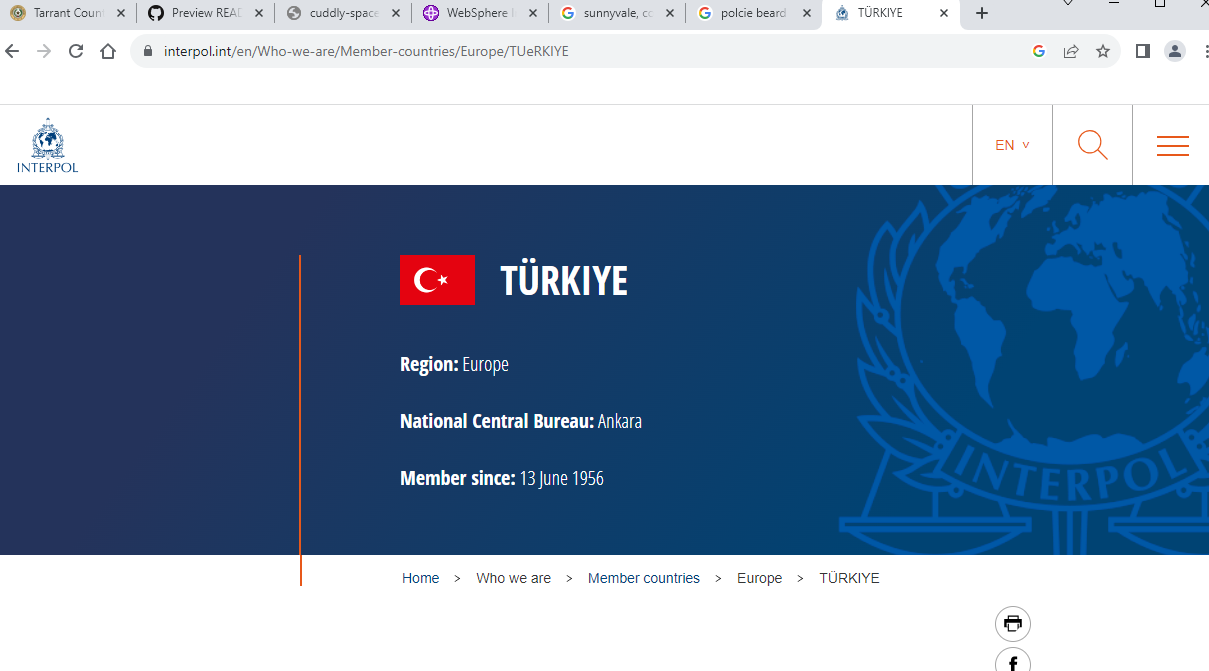 Tarrant Count
Preview READ
cuddly-space
WebSphere
sunnyvale, co
polcie beard
TÜRKIYE
interpol.int/en/Who-we-are/Member-countries/Europe/TUeRKIYE
INTERPOL
EN
TÜRKIYE
Region: Europe
National Central Bureau: Ankara
Member since: 13 June 1956
INTERPOL
Home > Who we are > Member countries > Europe > TÜRKIYE